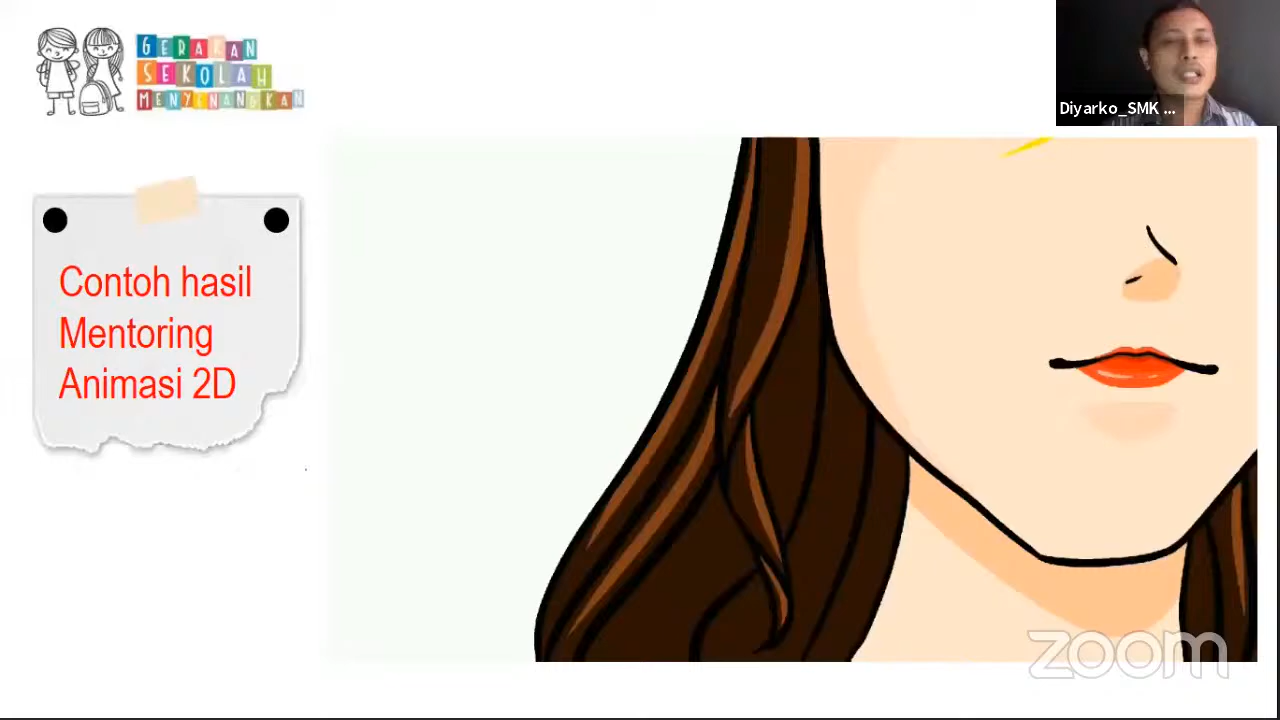 GERAKAN
SEKOLAH
MENYENANGKAN
Diyarko_SMK ...
Contoh hasil
Mentoring
Animasi 2D
zoom